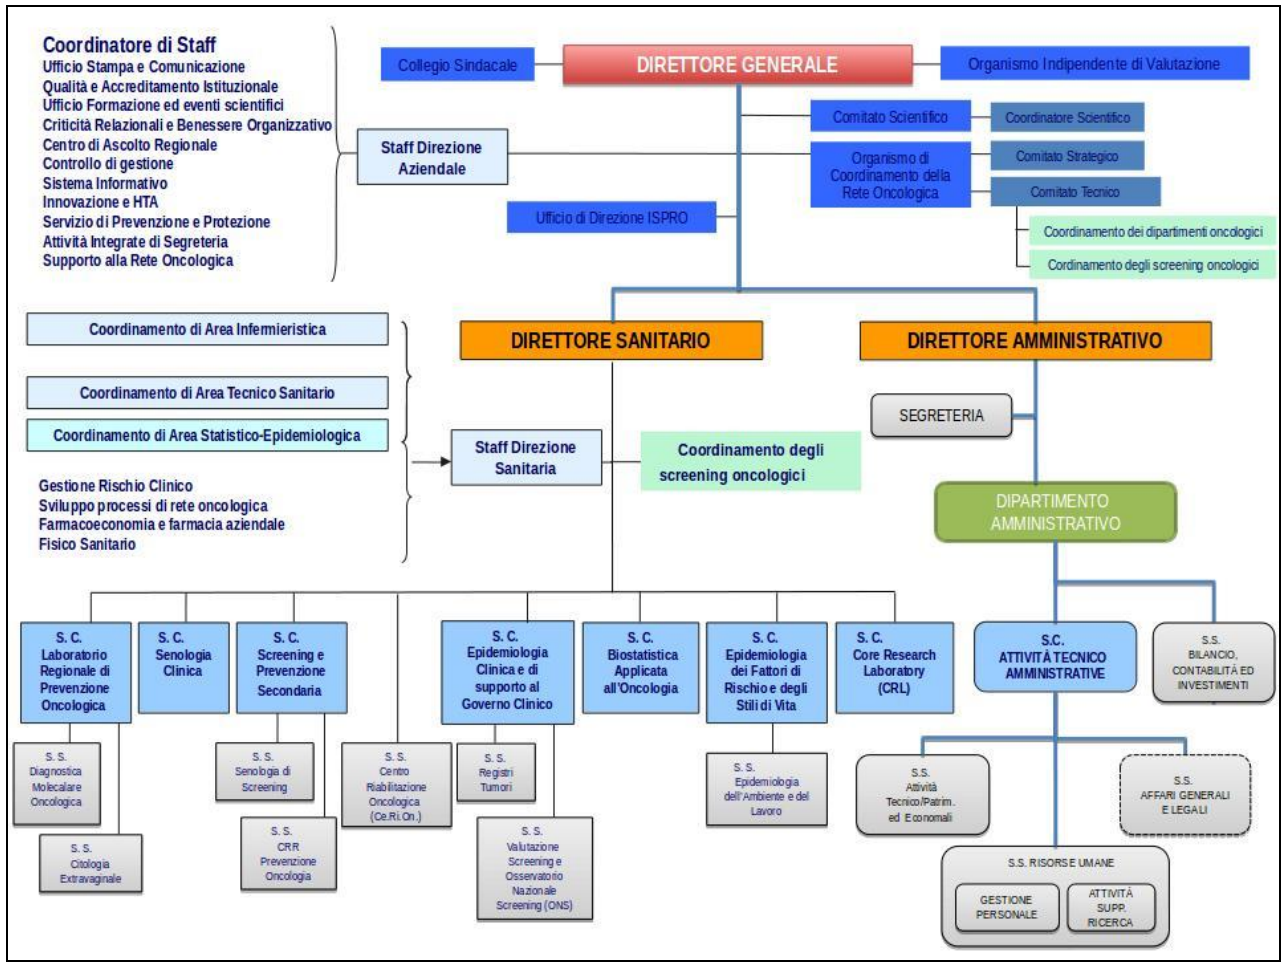 Coordinatore di Staff
Ufficio Stampa e Comunicazione
Qualità e Accreditamento Istituzionale
Ufficio Formazione ed eventi scientifici
Criticità Relazionali e Benessere Organizzativo
Centro di Ascolto Regionale
Controllo di gestione
Sistema Informativo
Innovazione e HTA
Servizio di Prevenzione e Protezione
Attività Integrate di Segreteria
Supporto alla Rete Oncologica
Staff Direzione
Aziendale
Collegio Sindacale
DIRETTORE GENERALE
Organismo Indipendente di Valutazione
Comitato Scientifico
Coordinatore Scientifico
Organismo di
Coordinamento della
Rete Oncologica
Comitato Strategico
Comitato Tecnico
Ufficio di Direzione ISPRO
Coordinamento dei dipartimenti oncologici
Cordinamento degli screening oncologici
Coordinamento di Area Infermieristica
Coordinamento di Area Tecnico Sanitario
Coordinamento di Area Statistico-Epidemiologica
Gestione Rischio Clinico
Sviluppo processi di rete oncologica
Farmacoeconomia e farmacia aziendale
Fisico Sanitario
DIRETTORE SANITARIO
Staff Direzione
Sanitaria
Coordinamento degli
screening oncologici
DIRETTORE AMMINISTRATIVO
SEGRETERIA
DIPARTIMENTO
AMMINISTRATIVO
S. C.
Laboratorio
Regionale di
Prevenzione
Oncologica
S. C.
Senologia
Clinica
S. C.
Screening e
Prevenzione
Secondaria
S. C.
Epidemiologia
Clinica e di
supporto al
Governo Clinico
S. C.
Biostatistica
Applicata
all'Oncologia
S. C.
Epidemiologia
dei Fattori di
Rischio e degli
Stili di Vita
S. C.
Core Research
Laboratory
(CRL)
S.C.
ATTIVITÀ TECNICO
AMMINISTRATIVE
S.S.
BILANCIO,
CONTABILITÀ ED
INVESTIMENTI
S. S.
Diagnostica
Molecalare
Oncologica
S. S.
Citologia
Extravaginale
S. S.
Senologia di
Screening
S. S.
CRR
Prevenzione
Oncologia
S. S.
Centro
Riabilitazione
Oncologica
(Ce.Ri.On.)
S. S.
Registri
Tumori
S. S.
Valutazione
Screening e
Osservatorio
Nazionale
Screening (ONS)
S. S.
Epidemiologia
dell'Ambiente e del
Lavoro
S.S.
Attività
Tecnico/Patrim.
ed Economali
S.S.
AFFARI GENERALI
E LEGALI
S.S. RISORSE UMANE
GESTIONE
PERSONALE
ATTIVITÀ
SUPP.
RICERCA